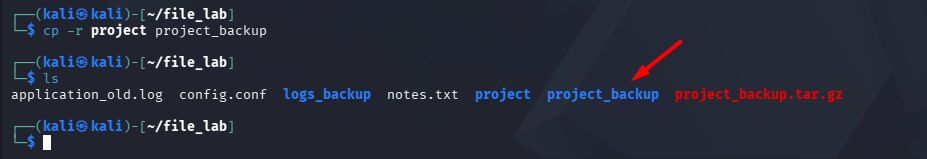 ┌──(kali㉿kali)-[~/file_lab]
└─$ cp -r project project_backup
┌──(kali㉿kali)-[~/file_lab]
└─$ ls
application_old.log  config.conf  logs_backup  notes.txt  project  project_backup  project_backup.tar.gz
┌──(kali㉿kali)-[~/file_lab]
└─$